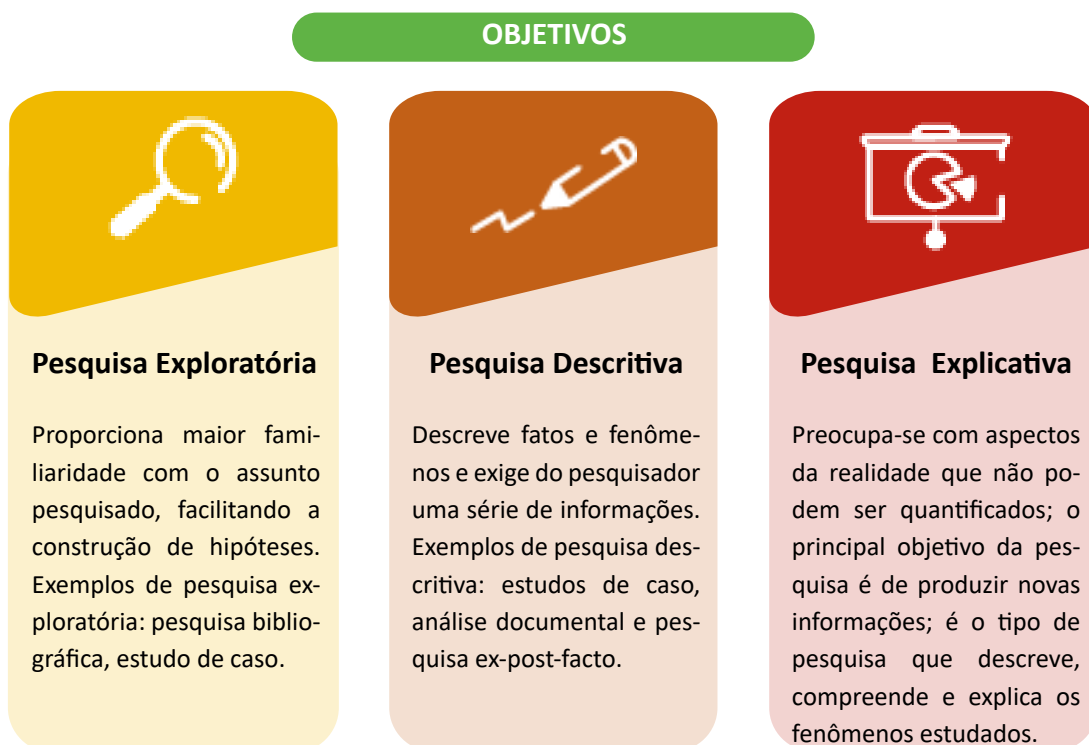 OBJETIVOS
Pesquisa Exploratória
Proporciona maior fami-
liaridade com o assunto
pesquisado, facilitando a
construção de hipóteses.
Exemplos de pesquisa ex-
ploratória: pesquisa biblio-
gráfica, estudo de caso.
Pesquisa Descritiva
Descreve fatos e fenôme-
nos e exige do pesquisador
uma série de informações.
Exemplos de pesquisa des-
critiva: estudos de caso,
análise documental e pes-
quisa ex-post-facto.
Pesquisa Explicativa
Preocupa-se com aspectos
da realidade que não po-
dem ser quantificados; o
principal objetivo da pes-
quisa é de produzir novas
informações; é o tipo de
pesquisa que descreve,
compreende e explica os
fenômenos estudados.